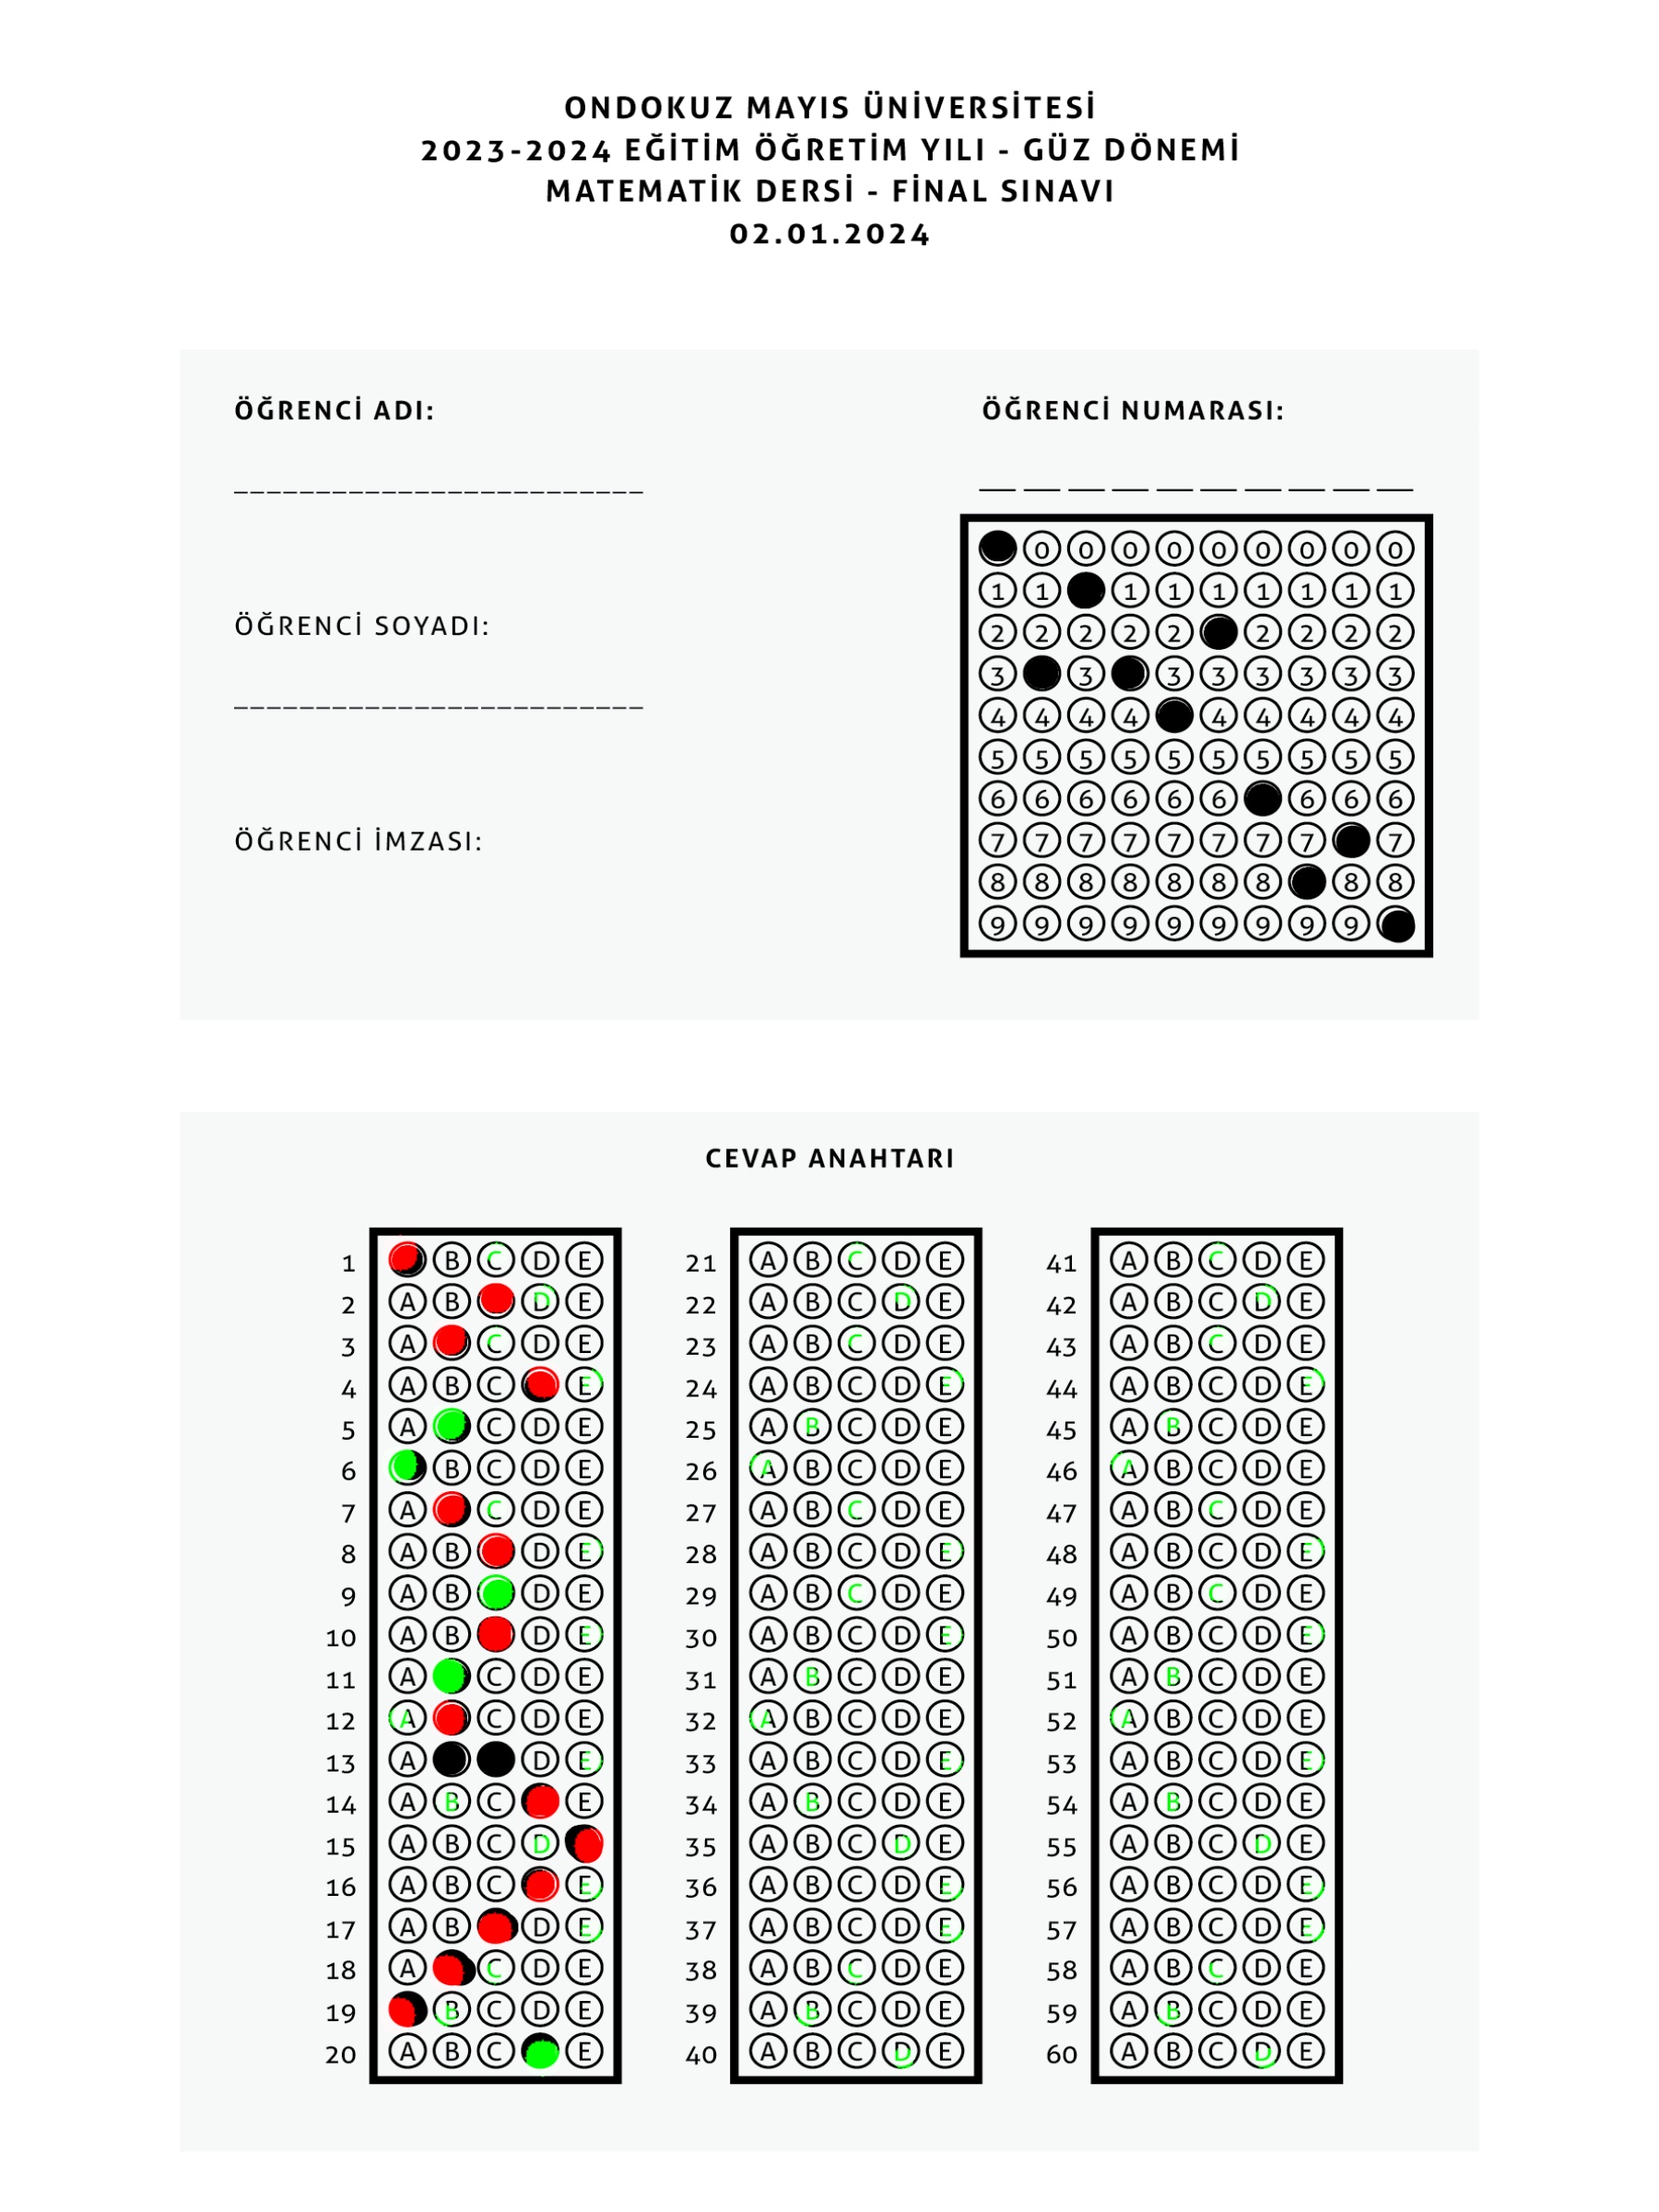 ONDOKUZ MAYIS ÜNİVERSİTESİ
2023-2024 EĞİTİM ÖĞRETİM YILI - GÜZ DÖNEMİ
MATEMATİK DERSİ - FİNAL SINAVI
02.01.2024
ÖĞRENCİ ADI:
ÖĞRENCİ NUMARASI:
0 0 0 0 0 0 0 0 0
1 1 1 1 1 1 1 1 1
2 2 2 2 2 2 2 2 2
3 3 3 3 3 3 3 3
4 4 4 4 4 4 4 4 4
5 5 5 5 5 5 5 5 5 5
6 6 6 6 6 6 6 6 6
7 7 7 7 7 7 7 7 7
8 8 8 8 8 8 8 8 8
9 9 9 9 9 9 9 9 9
ÖĞRENCİ SOYADI:
ÖĞRENCİ İMZASI:
CEVAP ANAHTARI
1 B C D E
2 A B D E
3 A C D E
4 A B C E
5 A C D E
6 B C D E
7 A C D E
8 A B D E
9 A B D E
10 A B D E
11 A C D E
12 A C D E
13 A D E
14 A B C E
15 A B C D
16 A B C E
17 A B D E
18 A C D E
19 B C D E
20 A B C E
21 A B C D E
22 A B C D E
23 A B C D E
24 A B C D E
25 A B C D E
26 A B C D E
27 A B C D E
28 A B C D E
29 A B C D E
30 A B C D E
31 A B C D E
32 A B C D E
33 A B C D E
34 A B C D E
35 A B C D E
36 A B C D E
37 A B C D E
38 A B C D E
39 A B C D E
40 A B C D E
41 A B C D E
42 A B C D E
43 A B C D E
44 A B C D E
45 A B C D E
46 A B C D E
47 A B C D E
48 A B C D E
49 A B C D E
50 A B C D E
51 A B C D E
52 A B C D E
53 A B C D E
54 A B C D E
55 A B C D E
56 A B C D E
57 A B C D E
58 A B C D E
59 A B C D E
60 A B C D E